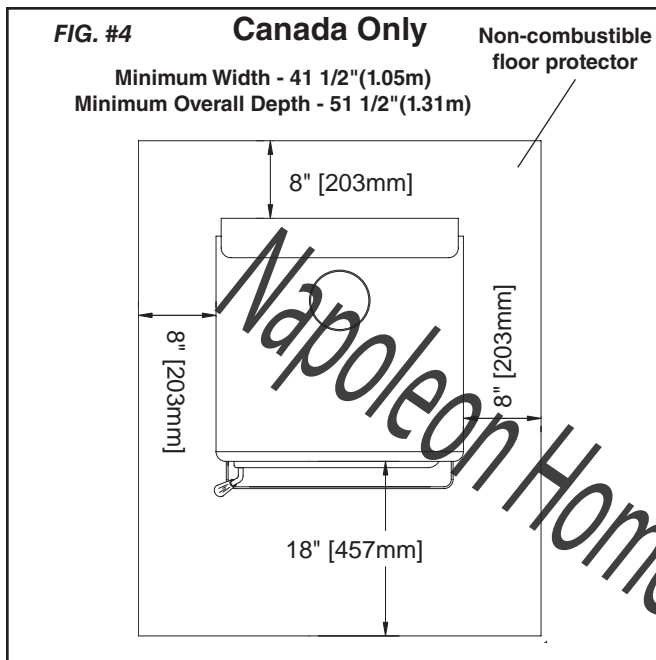 FIG. #4
Canada Only
Non-combustible
floor protector
Minimum Width - 41 1/2"(1.05m)
Minimum Overall Depth - 51 1/2"(1.31m)
8" [203mm]
8" [203mm]
8" [203mm]
18" [457mm]
Napoleon Home